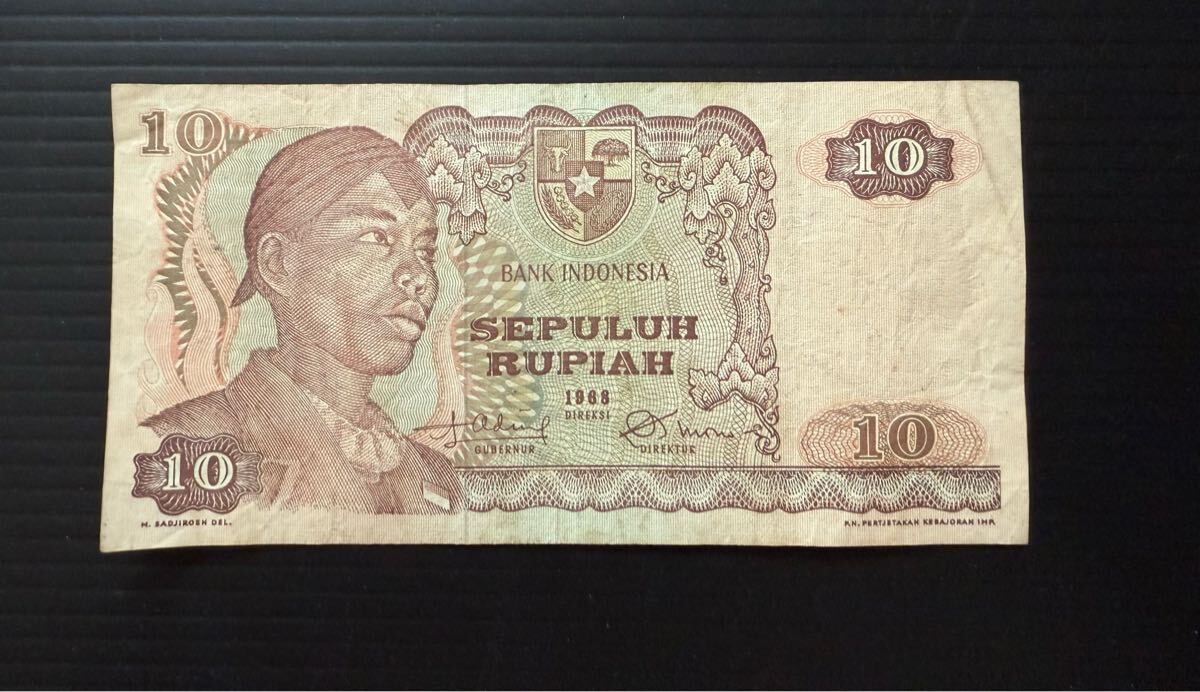 10
10
BANK INDONESIA
SEPULUH
RUPIAH
1968
DIREKSI
GUBERNUR
DIREKTUR
10
10
M. SADJIROEN DEL.
P.N. PERTJETAKAN KEBAJORAN IMP.